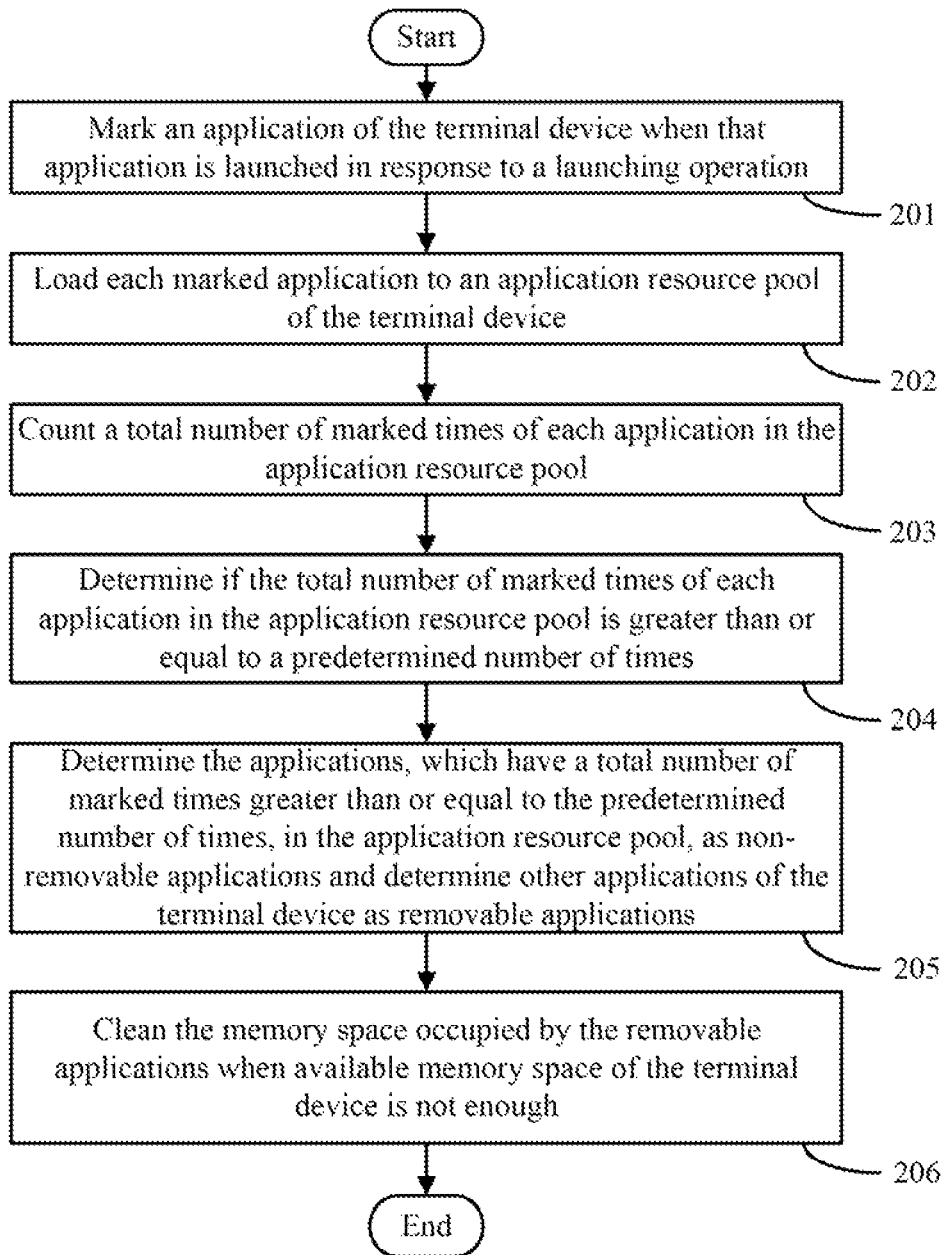 Start
Mark an application of the terminal device when that
application is launched in response to a launching operation
201
Load each marked application to an application resource pool
of the terminal device
202
Count a total number of marked times of each application in the
application resource pool
203
Determine if the total number of marked times of each
application in the application resource pool is greater than or
equal to a predetermined number of times
204
Determine the applications, which have a total number of
marked times greater than or equal to the predetermined
number of times, in the application resource pool, as non-
removable applications and determine other applications of the
terminal device as removable applications
205
Clean the memory space occupied by the removable
applications when available memory space of the terminal
device is not enough
206
End